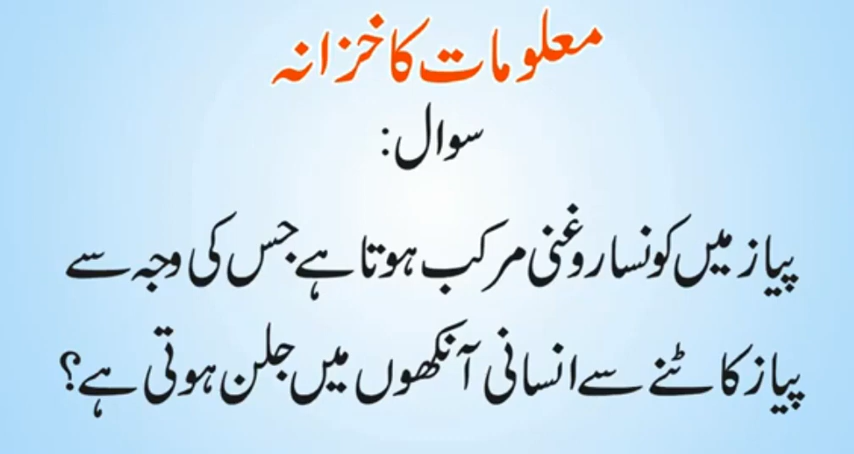 معلومات کا خزانہ
سوال:
پیاز میں کونسا روغنی مرکب ہوتا ہے جس کی وجہ سے
پیاز کاٹنے سے انسانی آنکھوں میں جلن ہوتی ہے؟